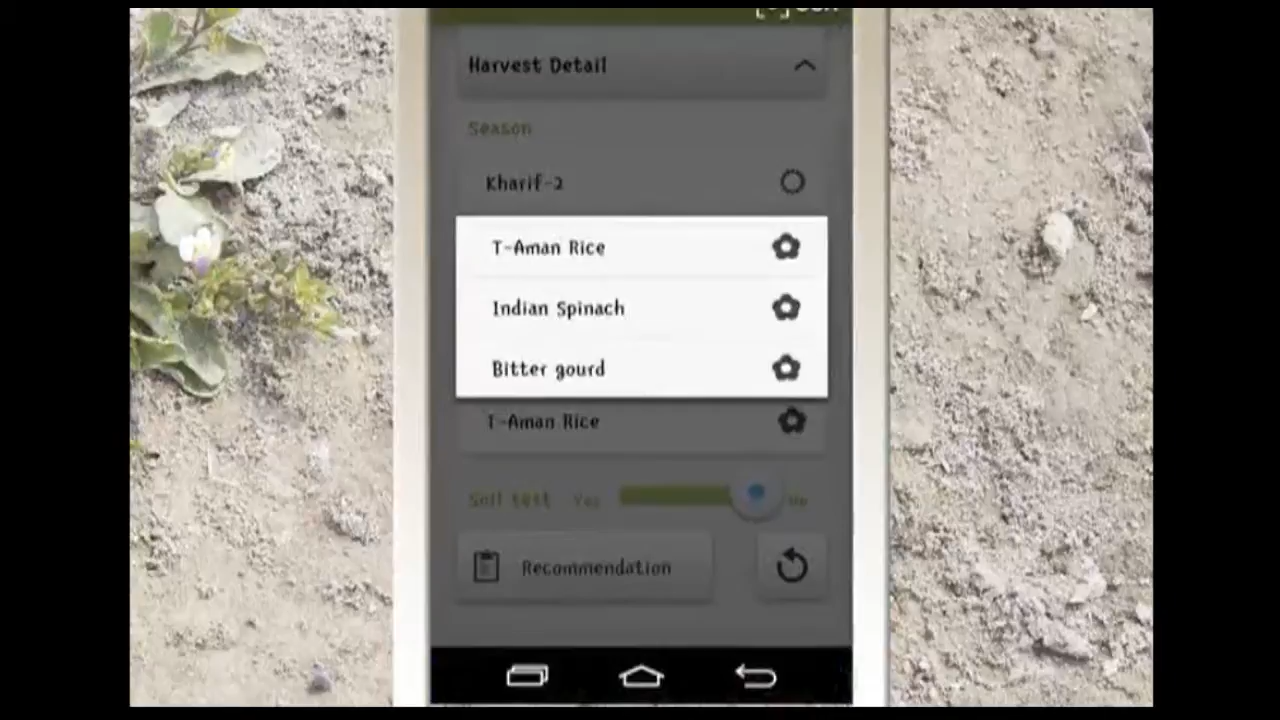 Harvest Detail
Season
Kharif-2
T-Aman Rice
Indian Spinach
Bitter gourd
T-Aman Rice
Soil test Yes No
Recommendation